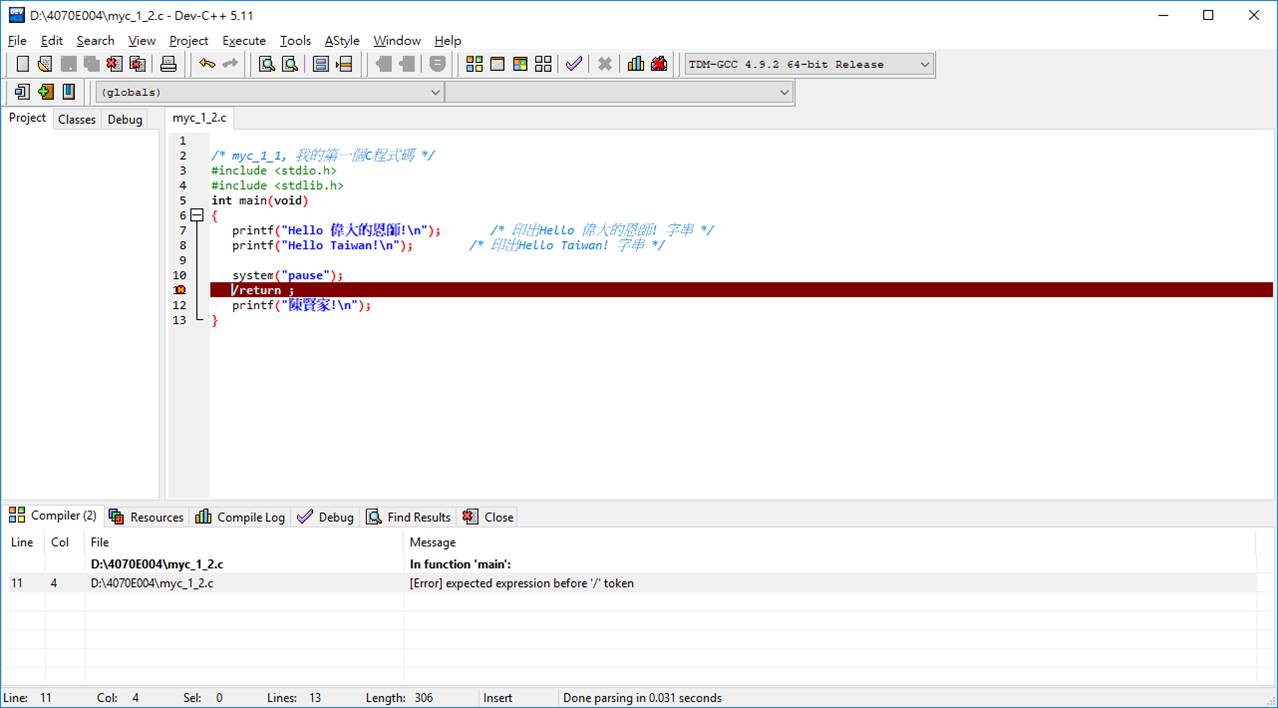 D:\4070E004\myc_1_2.c - Dev-C++ 5.11
File Edit Search View Project Execute Tools AStyle Window Help
TDM-GCC 4.9.2 64-bit Release
(globals)
Project Classes Debug myc_1_2.c
1
2 /* myc_1_1, 我的第一個C程式碼 */
3 #include <stdio.h>
4 #include <stdlib.h>
5 int main(void)
6 {
7 printf("Hello 偉大的恩師!\n"); /* 印出Hello 偉大的恩師! 字串 */
8 printf("Hello Taiwan!\n"); /* 印出Hello Taiwan! 字串 */
9
10 system("pause");
/return ;
12 printf("陳賢家!\n");
13 }
Compiler (2) Resources Compile Log Debug Find Results Close
Line Col File Message
D:\4070E004\myc_1_2.c In function 'main':
11 4 D:\4070E004\myc_1_2.c [Error] expected expression before '/' token
Line: 11 Col: 4 Sel: 0 Lines: 13 Length: 306 Insert Done parsing in 0.031 seconds